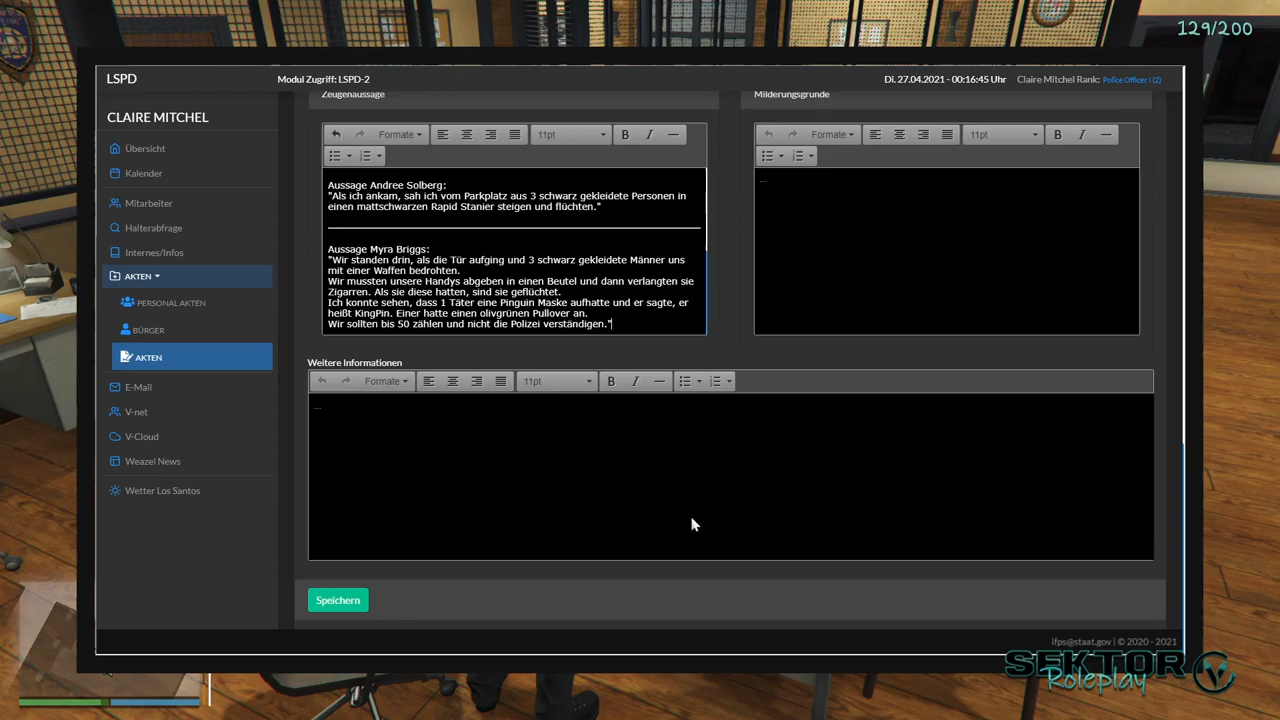 129/200
LSPD
Modul Zugriff: LSPD-2
Di. 27.04.2021 - 00:16:45 Uhr
Claire Mitchel Rank: Police Officer I (2)
CLAIRE MITCHEL
Übersicht
Kalender
Mitarbeiter
Halterabfrage
Internes/Infos
AKTEN
PERSONAL AKTEN
BÜRGER
AKTEN
E-Mail
V-net
V-Cloud
Weazel News
Wetter Los Santos
Zeugenaussage
Formate
11pt
B I
Aussage Andree Solberg:
"Als ich ankam, sah ich vom Parkplatz aus 3 schwarz gekleidete Personen in
einen mattschwarzen Rapid Stanier steigen und flüchten."
Aussage Myra Briggs:
"Wir standen drin, als die Tür aufging und 3 schwarz gekleidete Männer uns
mit einer Waffen bedrohten.
Wir mussten unsere Handys abgeben in einen Beutel und dann verlangten sie
Zigarren. Als sie diese hatten, sind sie geflüchtet.
Ich konnte sehen, dass 1 Täter eine Pinguin Maske aufhatte und er sagte, er
heißt KingPin. Einer hatte einen olivgrünen Pullover an.
Wir sollten bis 50 zählen und nicht die Polizei verständigen."
Milderungsgründe
Formate
11pt
B I
...
Weitere Informationen
Formate
11pt
B I
...
Speichern
lfps@staat.gov | © 2020 - 2021
SEKTOR
Roleplay